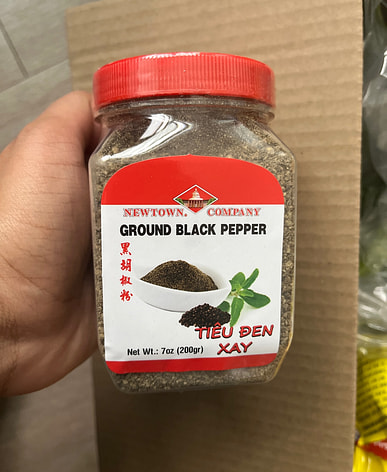 NEWTOWN. COMPANY
GROUND BLACK PEPPER
黑胡椒粉
TIÊU ĐEN
XAY
Net Wt.: 7oz (200gr)